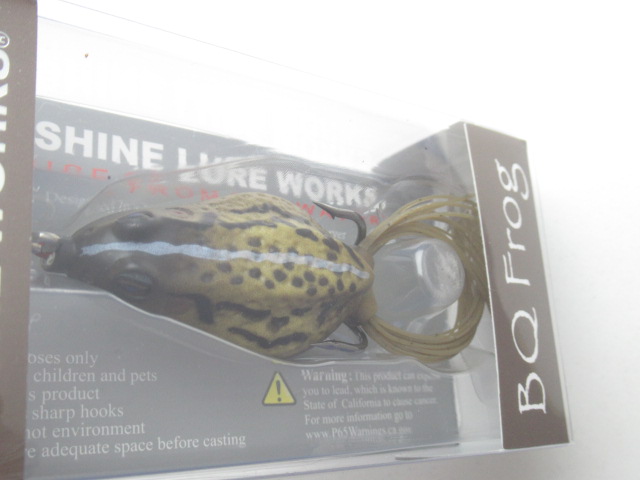 SHINE LURE WORKS
BQ Frog
oses only
children and pets
s product
sharp hooks
ot environment
e adequate space before casting
Warning: This product can expose
you to lead, which is known to the
State of California to cause cancer.
For more information go to
www.P65Warnings.ca.gov